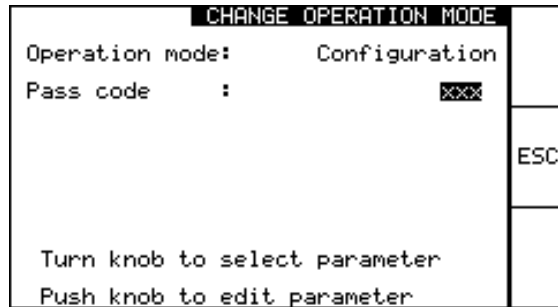 CHANGE OPERATION MODE
Operation mode: Configuration
Pass code : xxx
ESC
Turn knob to select parameter
Push knob to edit parameter